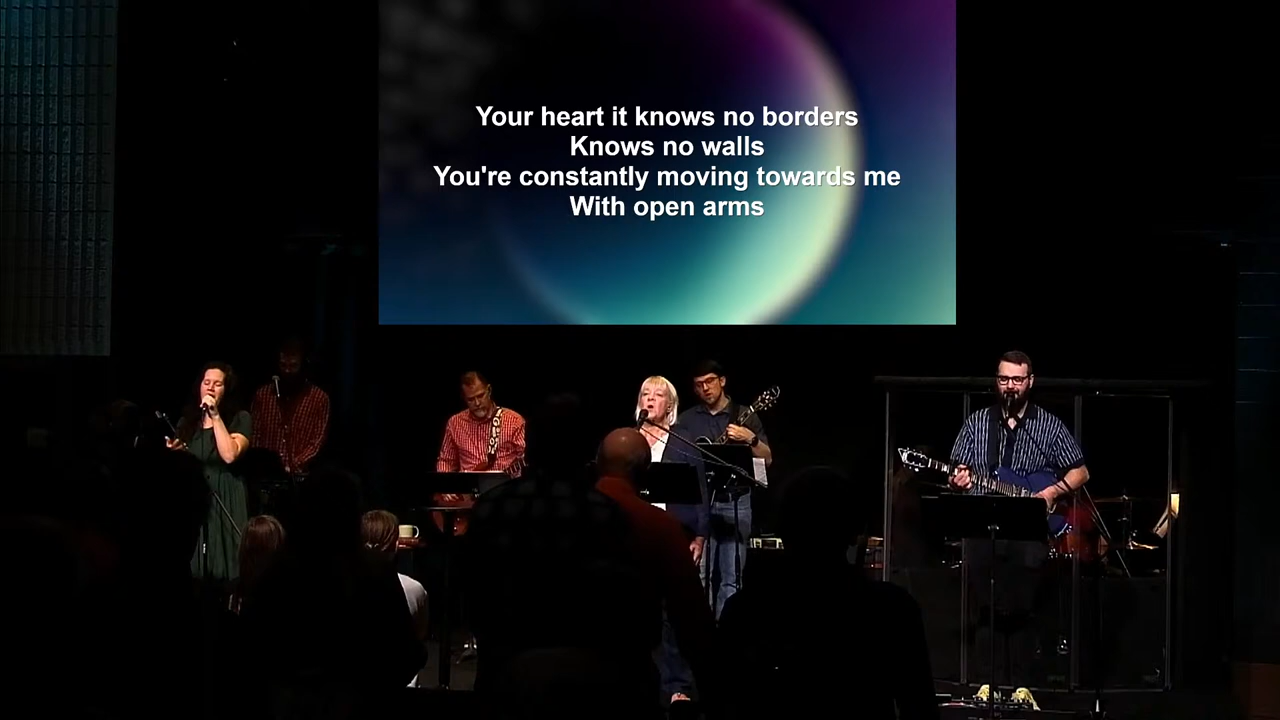 Your heart it knows no borders
Knows no walls
You're constantly moving towards me
With open arms